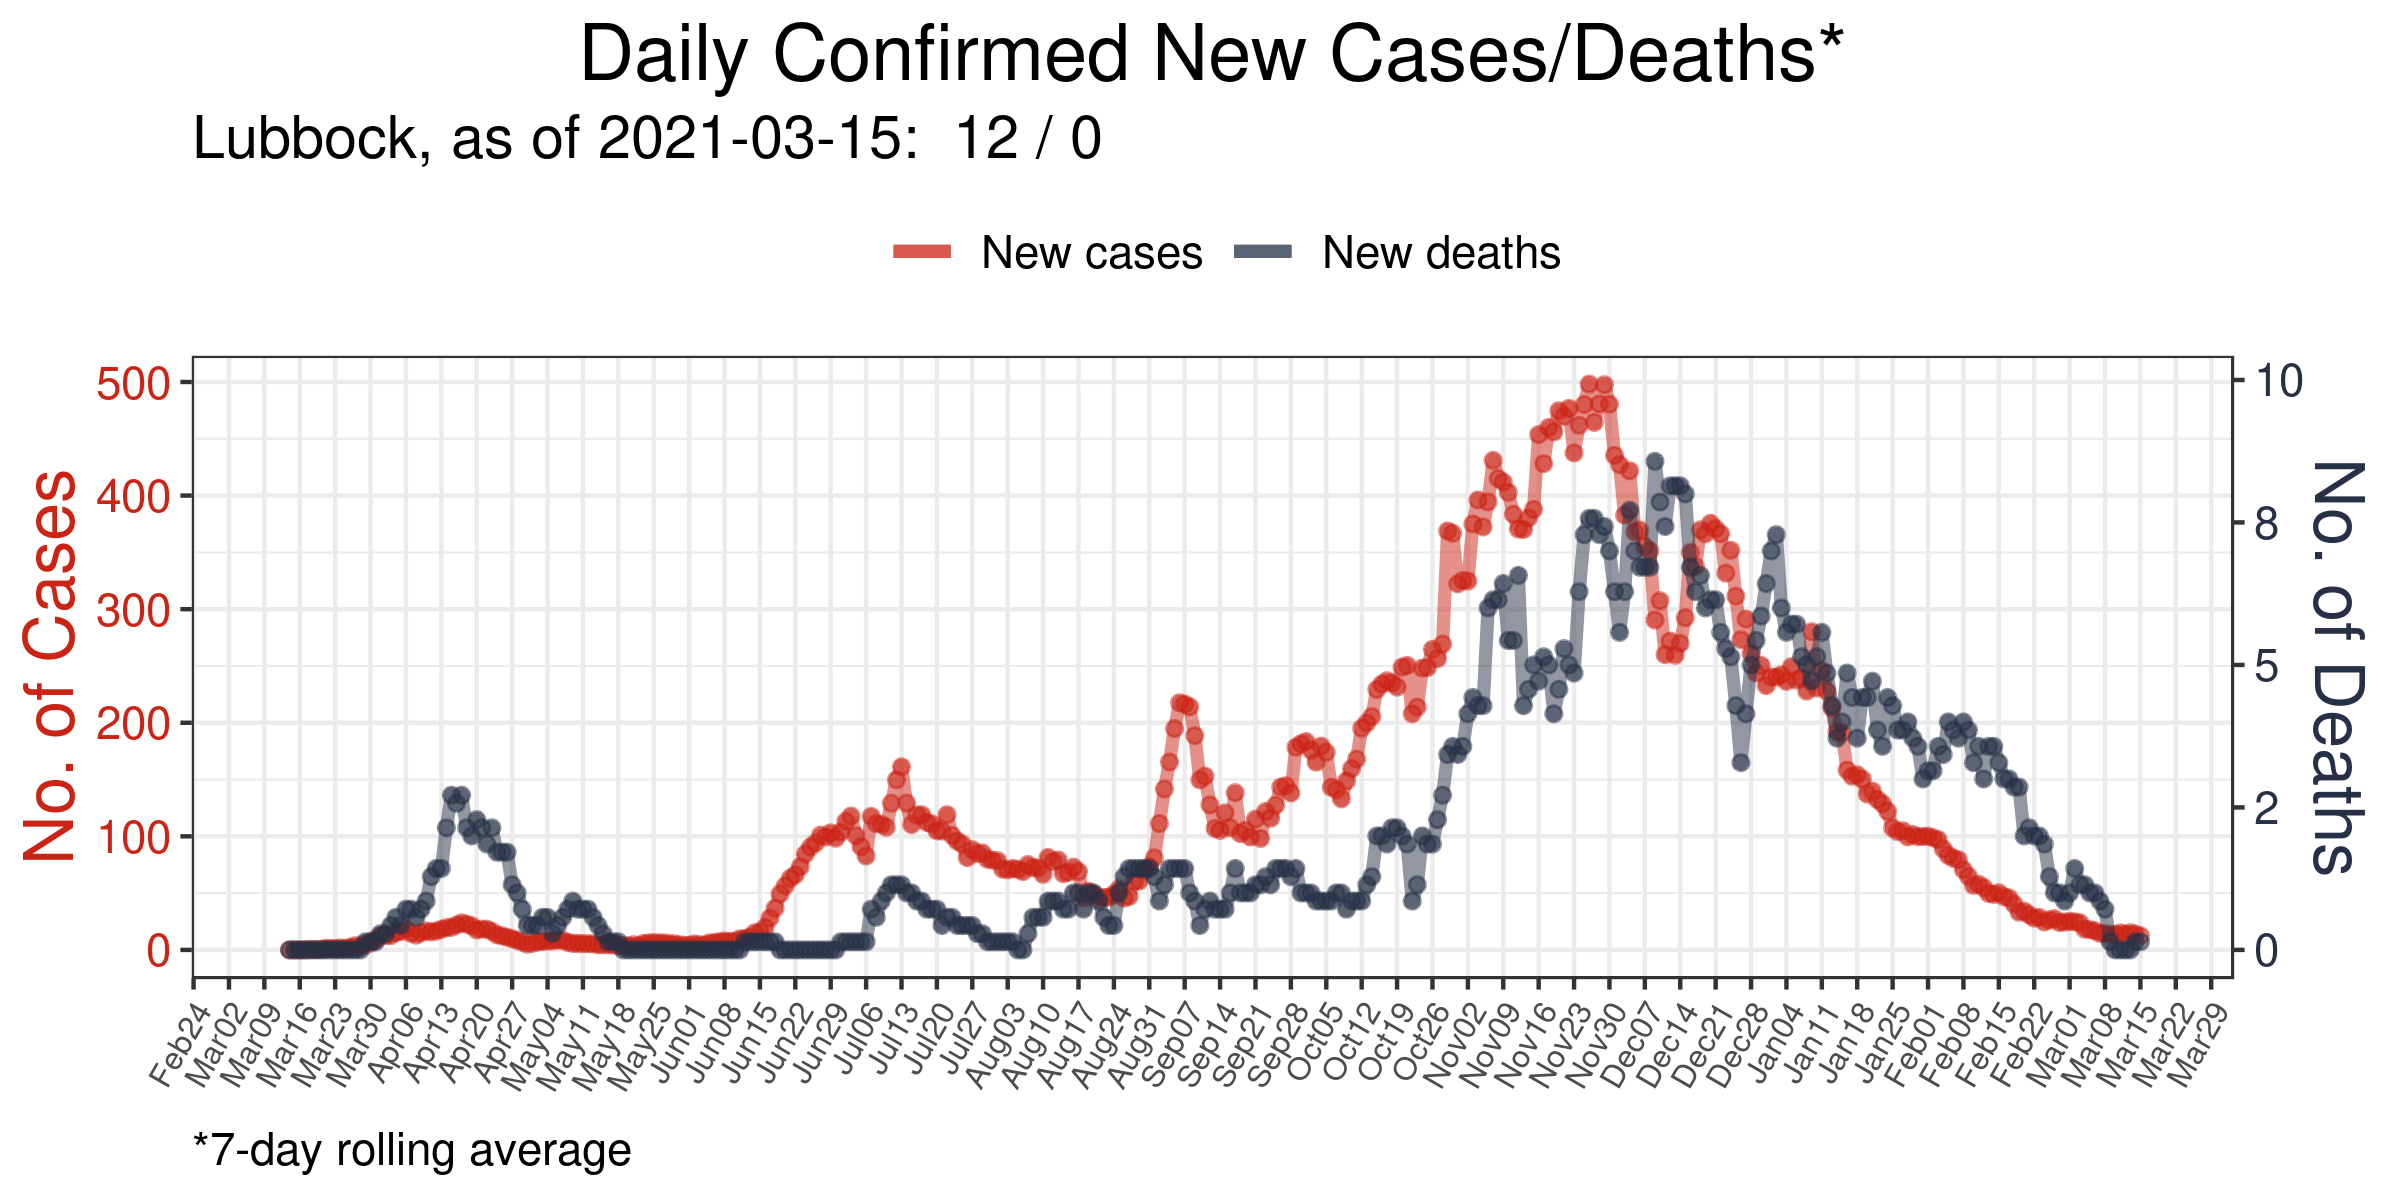 Daily Confirmed New Cases/Deaths*
Lubbock, as of 2021-03-15:  12 / 0
New cases New deaths
No. of Cases
500
400
300
200
100
0
10
8
5
2
0
No. of Deaths
Feb24 Mar02 Mar09 Mar16 Mar23 Mar30 Apr06 Apr13 Apr20 Apr27 May04 May11 May18 May25 Jun01 Jun08 Jun15 Jun22 Jun29 Jul06 Jul13 Jul20 Jul27 Aug03 Aug10 Aug17 Aug24 Aug31 Sep07 Sep14 Sep21 Sep28 Oct05 Oct12 Oct19 Oct26 Nov02 Nov09 Nov16 Nov23 Nov30 Dec07 Dec14 Dec21 Dec28 Jan04 Jan11 Jan18 Jan25 Feb01 Feb08 Feb15 Feb22 Mar01 Mar08 Mar15 Mar22 Mar29
*7-day rolling average